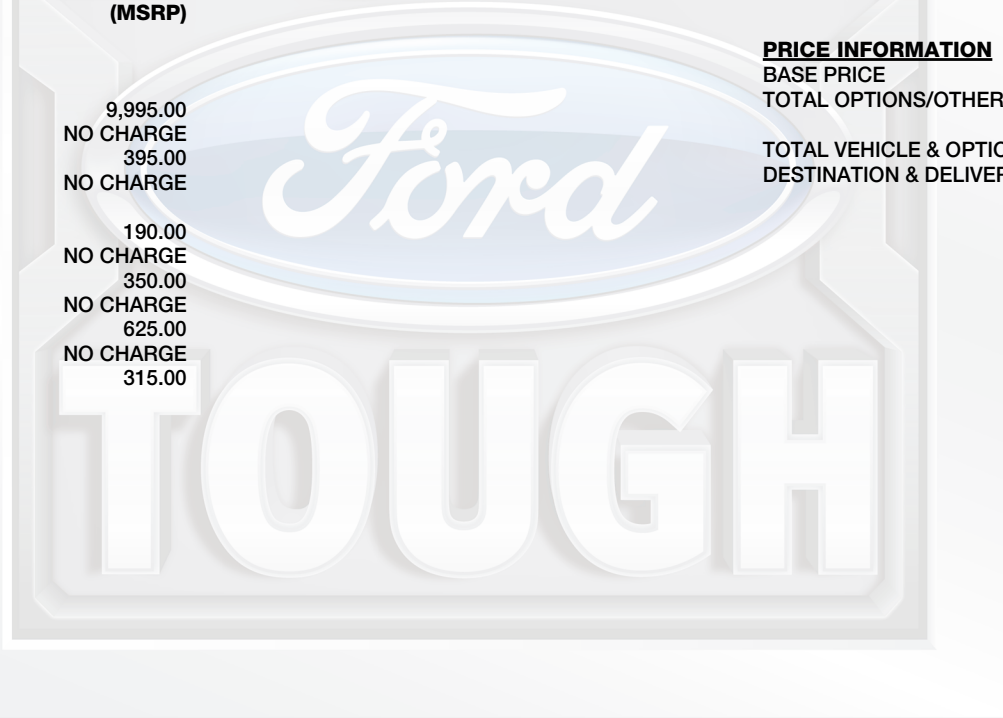 (MSRP)
9,995.00
NO CHARGE
395.00
NO CHARGE
190.00
NO CHARGE
350.00
NO CHARGE
625.00
NO CHARGE
315.00
PRICE INFORMATION
BASE PRICE
TOTAL OPTIONS/OTHER
TOTAL VEHICLE & OPTIO
DESTINATION & DELIVER
Ford
TOUGH